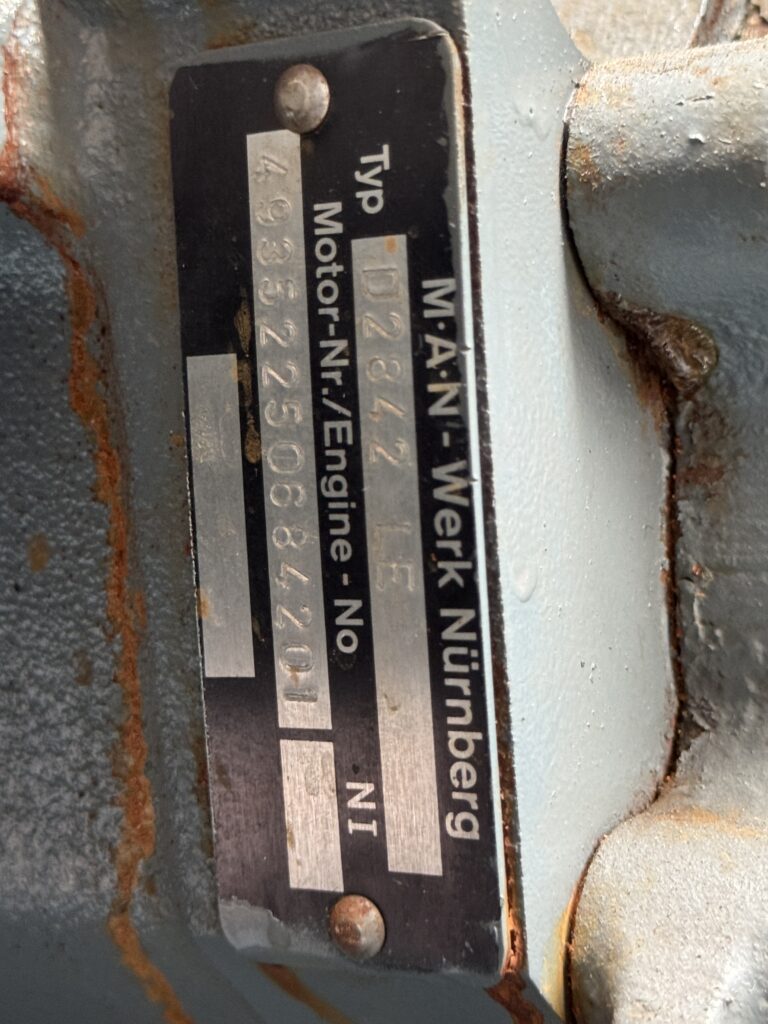 M·A·N-Werk Nürnberg
Typ D2842 LE
Motor-Nr./Engine-No NI
49352250684201